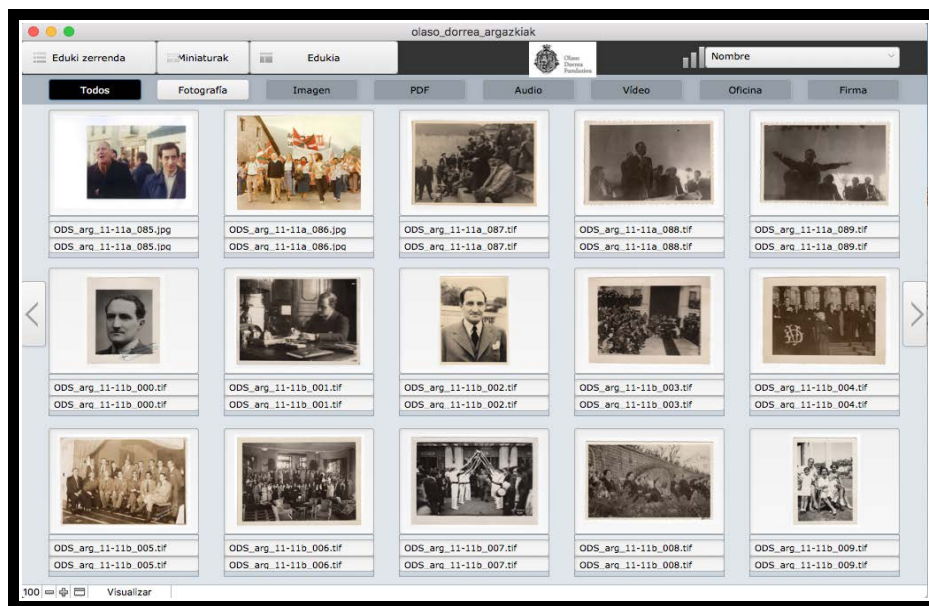 olaso_dorrea_argazkiak
Eduki zerrenda
Miniaturak
Edukia
Olaso
Dorrea
Fundazioa
Nombre
Todos
Fotografía
Imagen
PDF
Audio
Vídeo
Oficina
Firma
ODS_arg_11-11a_085.jpg
ODS_arg_11-11a_086.jpg
ODS_arg_11-11a_087.tif
ODS_arg_11-11a_088.tif
ODS_arg_11-11a_089.tif
ODS_arg_11-11a_085.jpg
ODS_arg_11-11a_086.jpg
ODS_arg_11-11a_087.tif
ODS_arg_11-11a_088.tif
ODS_arg_11-11a_089.tif
ODS_arg_11-11b_000.tif
ODS_arg_11-11b_001.tif
ODS_arg_11-11b_002.tif
ODS_arg_11-11b_003.tif
ODS_arg_11-11b_004.tif
ODS_arg_11-11b_000.tif
ODS_arg_11-11b_001.tif
ODS_arg_11-11b_002.tif
ODS_arg_11-11b_003.tif
ODS_arg_11-11b_004.tif
ODS_arg_11-11b_005.tif
ODS_arg_11-11b_006.tif
ODS_arg_11-11b_007.tif
ODS_arg_11-11b_008.tif
ODS_arg_11-11b_009.tif
ODS_arg_11-11b_005.tif
ODS_arg_11-11b_006.tif
ODS_arg_11-11b_007.tif
ODS_arg_11-11b_008.tif
ODS_arg_11-11b_009.tif
100
Visualizar